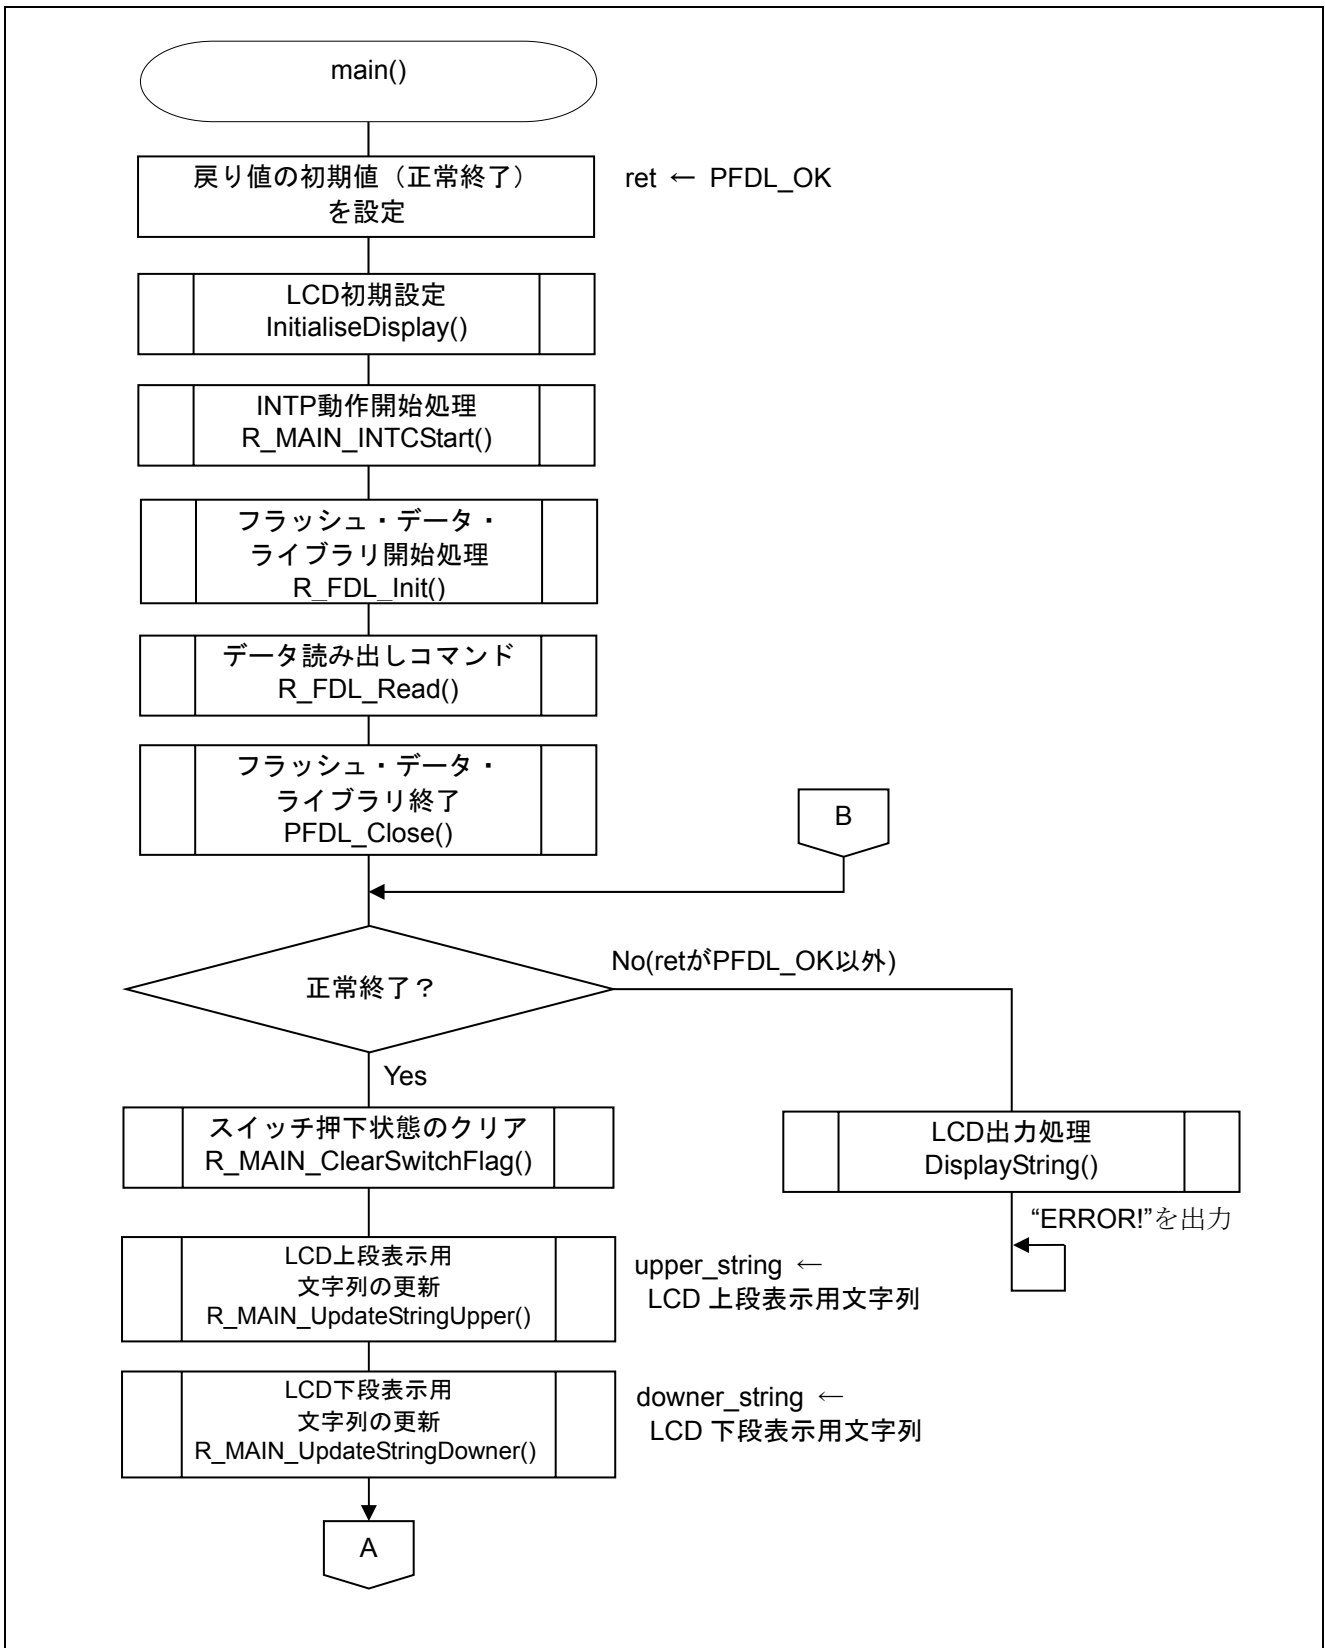 main()
戻り値の初期値（正常終了）
を設定
ret ← PFDL_OK
LCD初期設定
InitialiseDisplay()
INTP動作開始処理
R_MAIN_INTCStart()
フラッシュ・データ・
ライブラリ開始処理
R_FDL_Init()
データ読み出しコマンド
R_FDL_Read()
フラッシュ・データ・
ライブラリ終了
PFDL_Close()
B
正常終了？
No(retがPFDL_OK以外)
Yes
スイッチ押下状態のクリア
R_MAIN_ClearSwitchFlag()
LCD出力処理
DisplayString()
“ERROR!”を出力
LCD上段表示用
文字列の更新
R_MAIN_UpdateStringUpper()
upper_string ←
LCD 上段表示用文字列
LCD下段表示用
文字列の更新
R_MAIN_UpdateStringDowner()
downer_string ←
LCD 下段表示用文字列
A